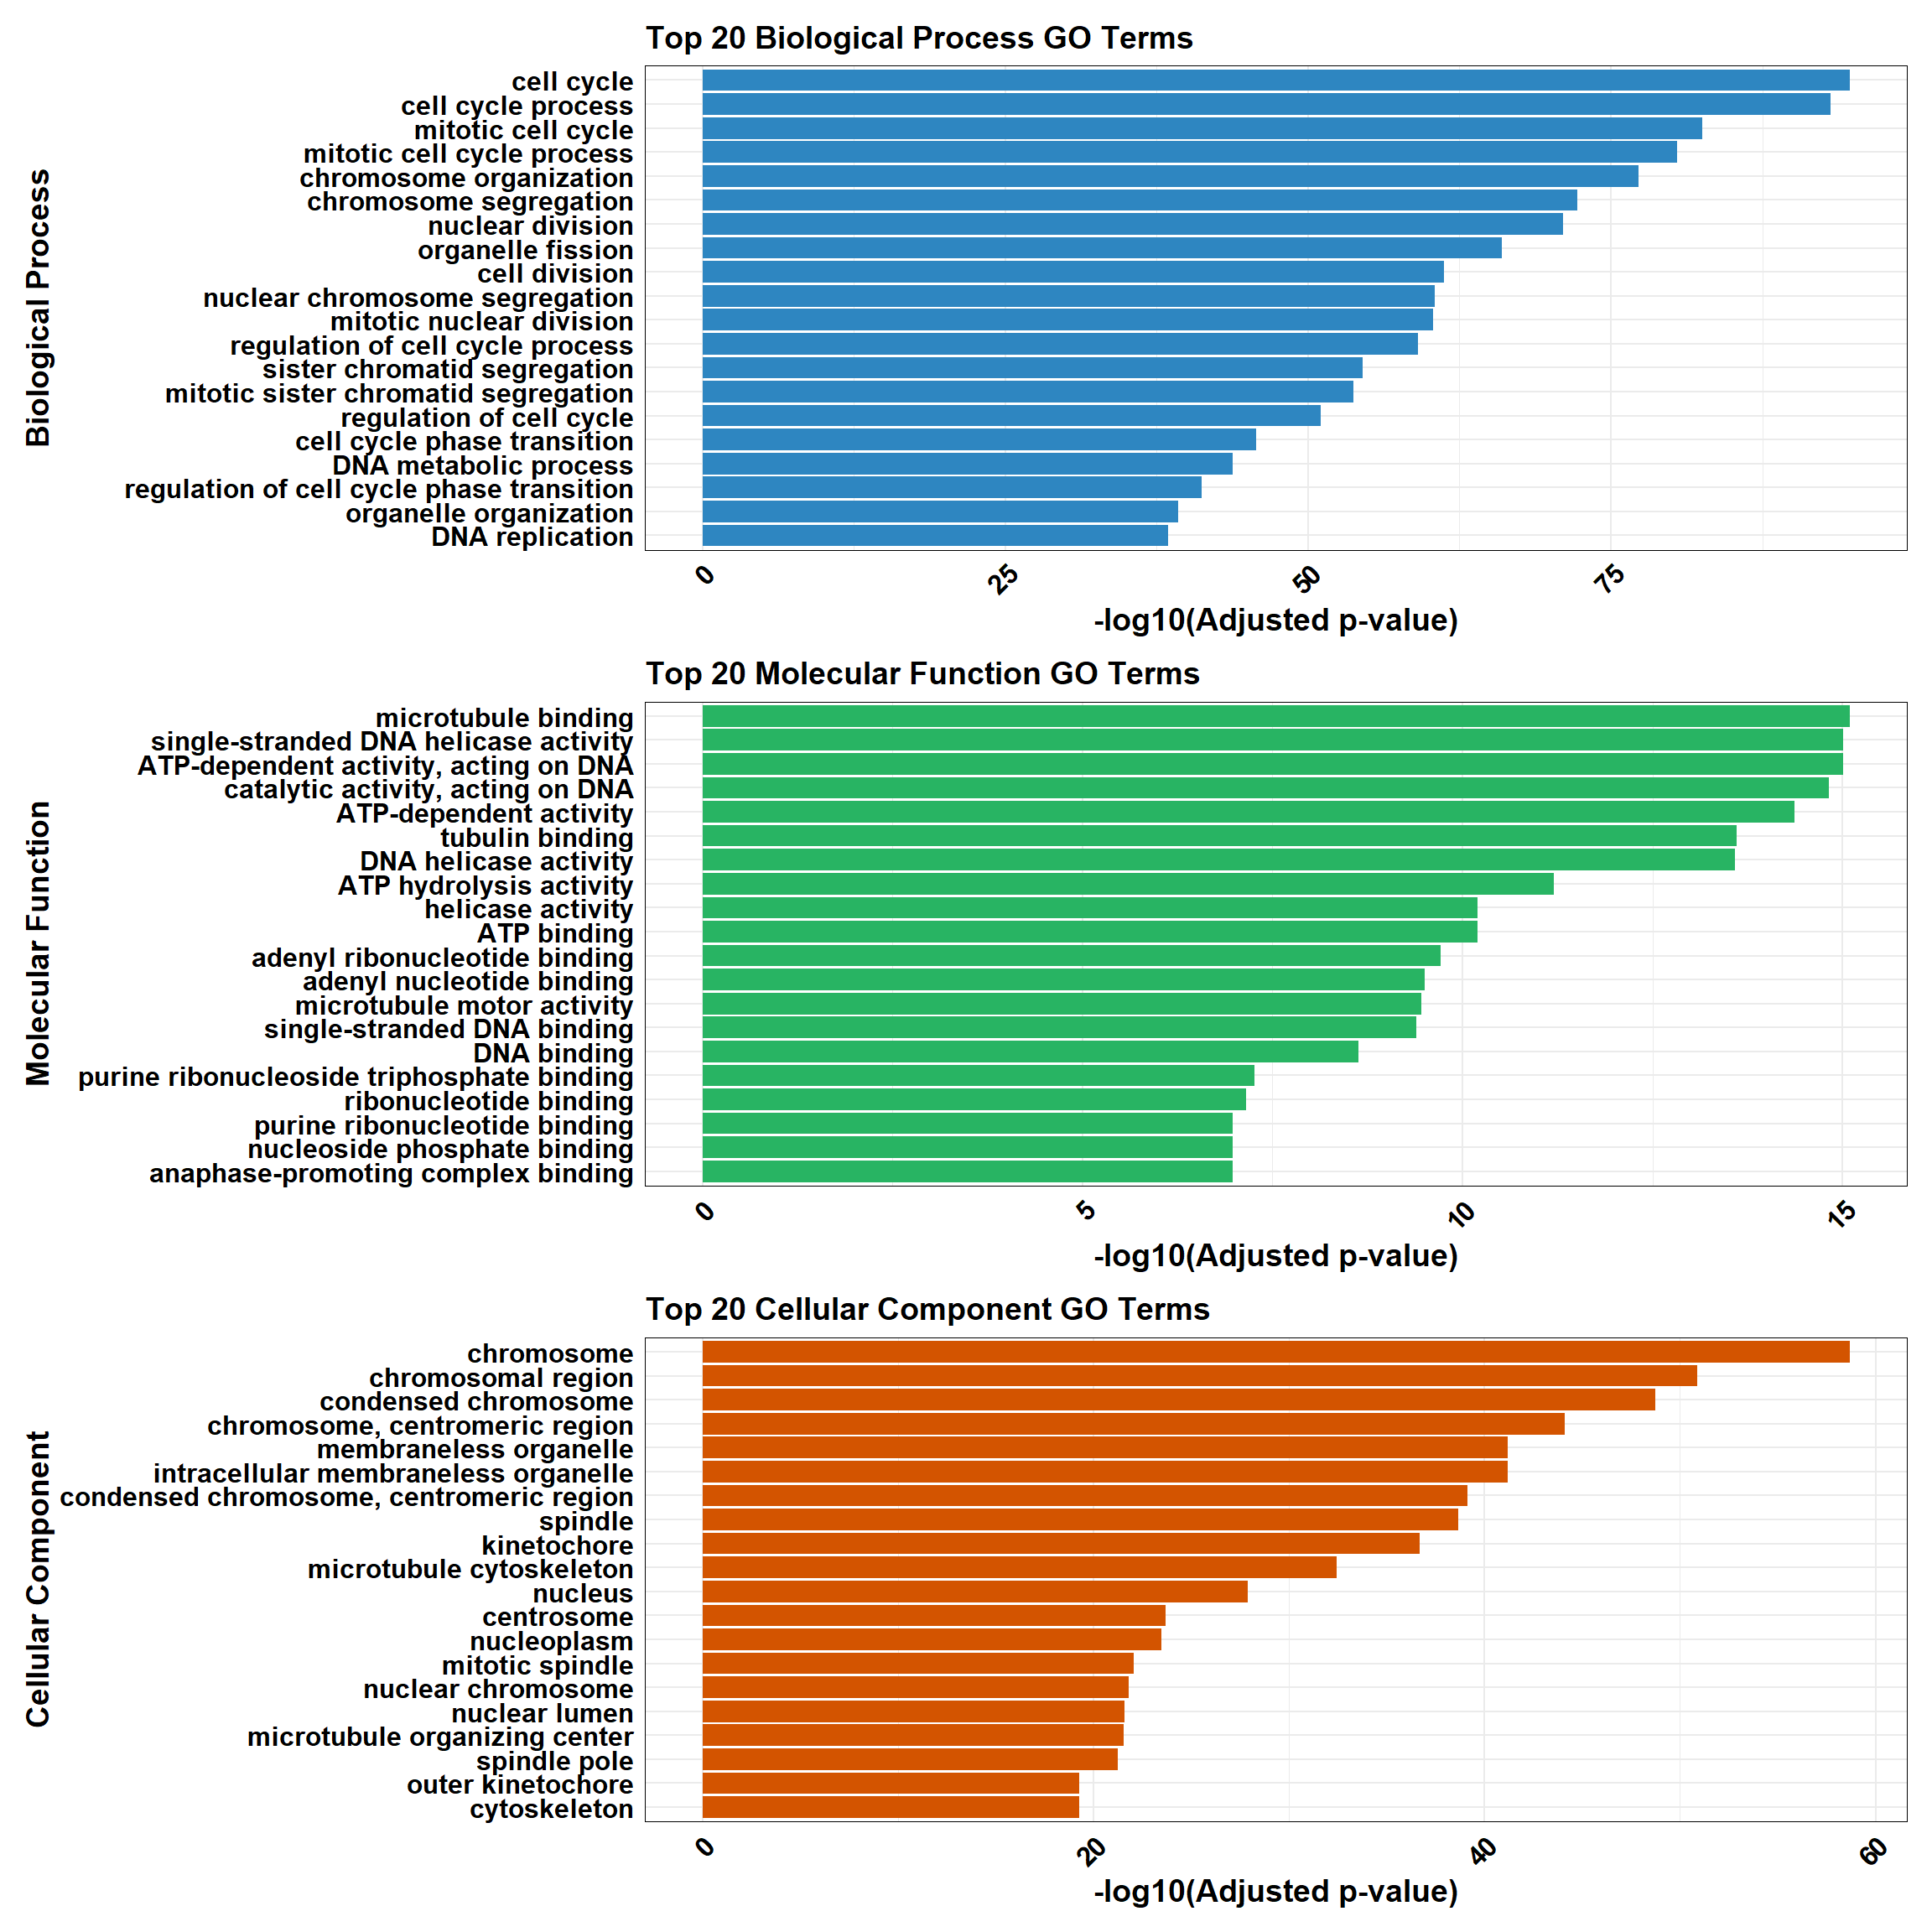 Top 20 Biological Process GO Terms
Biological Process
cell cycle
cell cycle process
mitotic cell cycle
mitotic cell cycle process
chromosome organization
chromosome segregation
nuclear division
organelle fission
cell division
nuclear chromosome segregation
mitotic nuclear division
regulation of cell cycle process
sister chromatid segregation
mitotic sister chromatid segregation
regulation of cell cycle
cell cycle phase transition
DNA metabolic process
regulation of cell cycle phase transition
organelle organization
DNA replication
0 25 50 75
-log10(Adjusted p-value)
Top 20 Molecular Function GO Terms
Molecular Function
microtubule binding
single-stranded DNA helicase activity
ATP-dependent activity, acting on DNA
catalytic activity, acting on DNA
ATP-dependent activity
tubulin binding
DNA helicase activity
ATP hydrolysis activity
helicase activity
ATP binding
adenyl ribonucleotide binding
adenyl nucleotide binding
microtubule motor activity
single-stranded DNA binding
DNA binding
purine ribonucleoside triphosphate binding
ribonucleotide binding
purine ribonucleotide binding
nucleoside phosphate binding
anaphase-promoting complex binding
0 5 10 15
-log10(Adjusted p-value)
Top 20 Cellular Component GO Terms
Cellular Component
chromosome
chromosomal region
condensed chromosome
chromosome, centromeric region
membraneless organelle
intracellular membraneless organelle
condensed chromosome, centromeric region
spindle
kinetochore
microtubule cytoskeleton
nucleus
centrosome
nucleoplasm
mitotic spindle
nuclear chromosome
nuclear lumen
microtubule organizing center
spindle pole
outer kinetochore
cytoskeleton
0 20 40 60
-log10(Adjusted p-value)